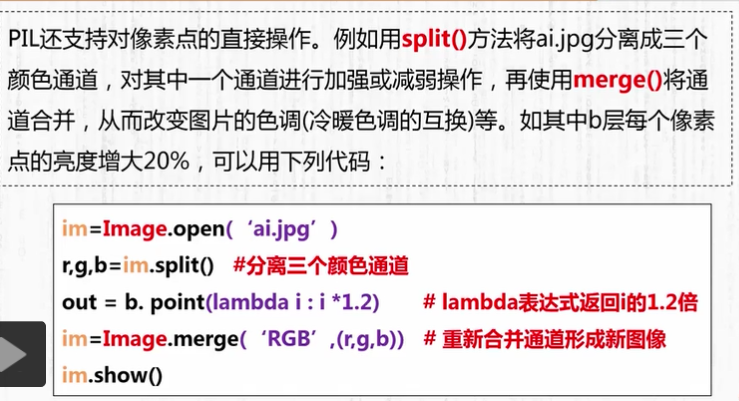 PIL还支持对像素点的直接操作。例如用split()方法将ai.jpg分离成三个
颜色通道，对其中一个通道进行加强或减弱操作，再使用merge()将通
道合并，从而改变图片的色调(冷暖色调的互换)等。如其中b层每个像素
点的亮度增大20%，可以用下列代码：
im=Image.open(‘ai.jpg’)
r,g,b=im.split() #分离三个颜色通道
out = b. point(lambda i : i *1.2) # lambda表达式返回i的1.2倍
im=Image.merge(‘RGB’,(r,g,b)) # 重新合并通道形成新图像
im.show()